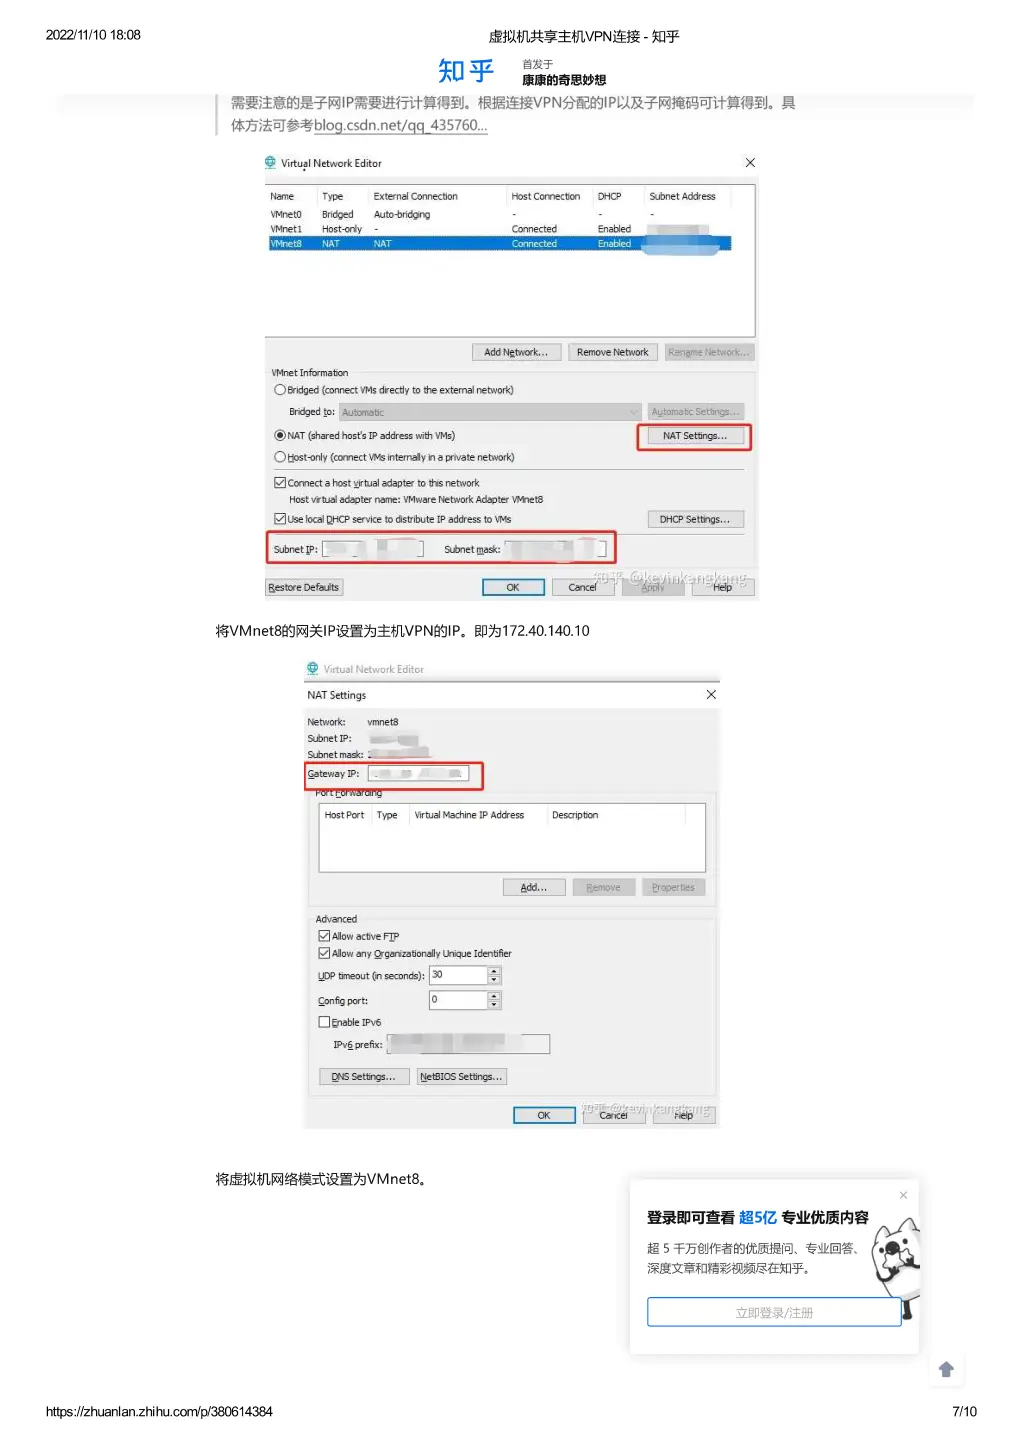 2022/11/10 18:08
虚拟机共享主机VPN连接 - 知乎
知乎
首发于
康康的奇思妙想
需要注意的是子网IP需要进行计算得到。根据连接VPN分配的IP以及子网掩码可计算得到。具
体方法可参考blog.csdn.net/qq_435760...
Virtual Network Editor
Name Type External Connection Host Connection DHCP Subnet Address
VMnet0 Bridged Auto-bridging - - -
VMnet1 Host-only - Connected Enabled
VMnet8 NAT NAT Connected Enabled
Add Network... Remove Network Rename Network...
VMnet Information
Bridged (connect VMs directly to the external network)
Bridged to: Automatic Automatic Settings...
NAT (shared host's IP address with VMs) NAT Settings...
Host-only (connect VMs internally in a private network)
Connect a host virtual adapter to this network
Host virtual adapter name: VMware Network Adapter VMnet8
Use local DHCP service to distribute IP address to VMs DHCP Settings...
Subnet IP: Subnet mask:
知乎 @kevinkangkang
Restore Defaults OK Cancel Apply Help
将VMnet8的网关IP设置为主机VPN的IP。即为172.40.140.10
Virtual Network Editor
NAT Settings
Network: vmnet8
Subnet IP:
Subnet mask: 2
Gateway IP:
Port Forwarding
Host Port Type Virtual Machine IP Address Description
Add... Remove Properties
Advanced
Allow active FTP
Allow any Organizationally Unique Identifier
UDP timeout (in seconds): 30
Config port: 0
Enable IPv6
IPv6 prefix:
DNS Settings... NetBIOS Settings...
知乎 @kevinkangkang
OK Cancel Help
将虚拟机网络模式设置为VMnet8。
登录即可查看 超5亿 专业优质内容
超 5 千万创作者的优质提问、专业回答、
深度文章和精彩视频尽在知乎。
立即登录/注册
https://zhuanlan.zhihu.com/p/380614384
7/10